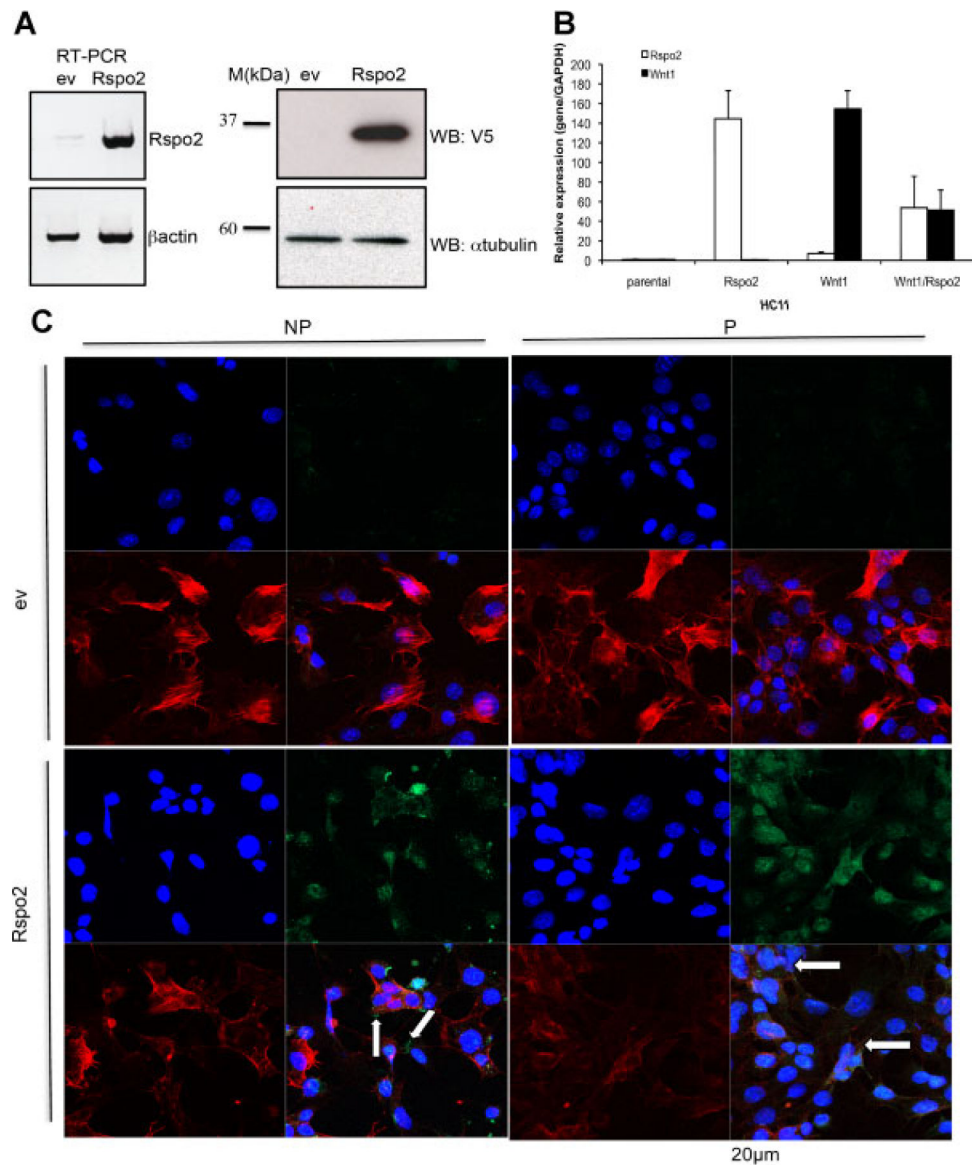 A
RT-PCR
ev Rspo2
Rspo2
βactin
M(kDa) ev Rspo2
37
WB: V5
60
WB: αtubulin
B
Relative expression (gene/GAPDH)
200
180
160
140
120
100
80
60
40
20
0
Rspo2
Wnt1
parental Rspo2 Wnt1 Wnt1/Rspo2
HC11
C
NP P
ev
Rspo2
20µm